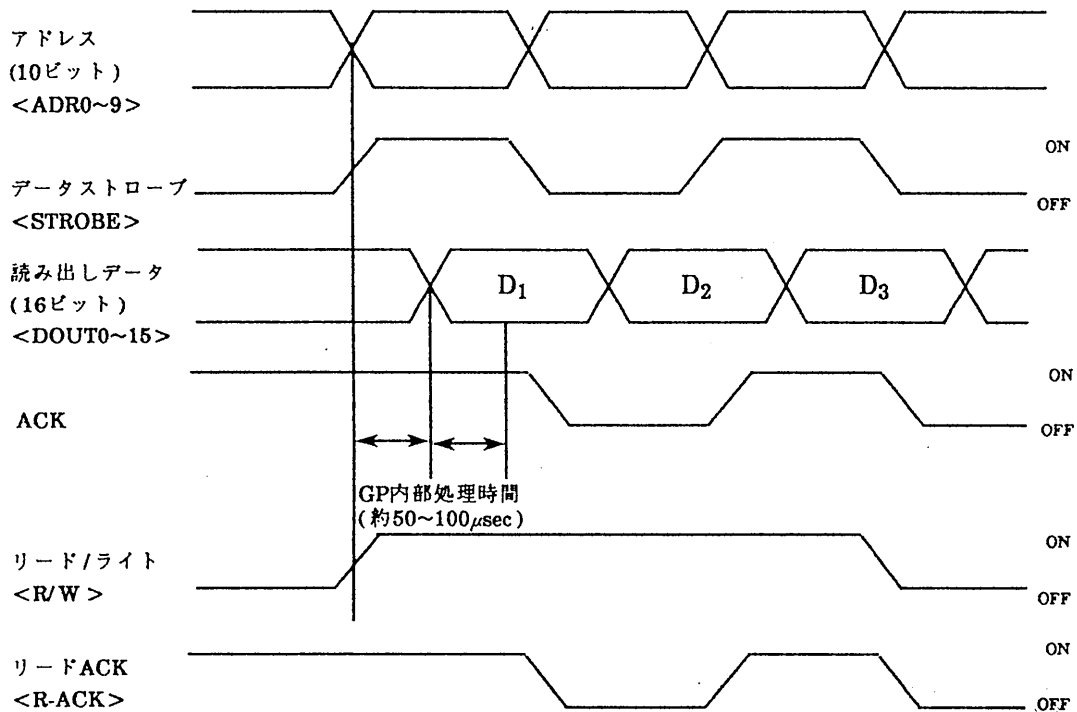 アドレス
(10ビット)
<ADR0~9>
ON
データストローブ
<STROBE>
OFF
読み出しデータ
(16ビット)
<DOUT0~15>
D1
D2
D3
ON
ACK
OFF
GP内部処理時間
(約50~100μsec)
ON
リード/ライト
<R/W >
OFF
ON
リードACK
<R-ACK>
OFF